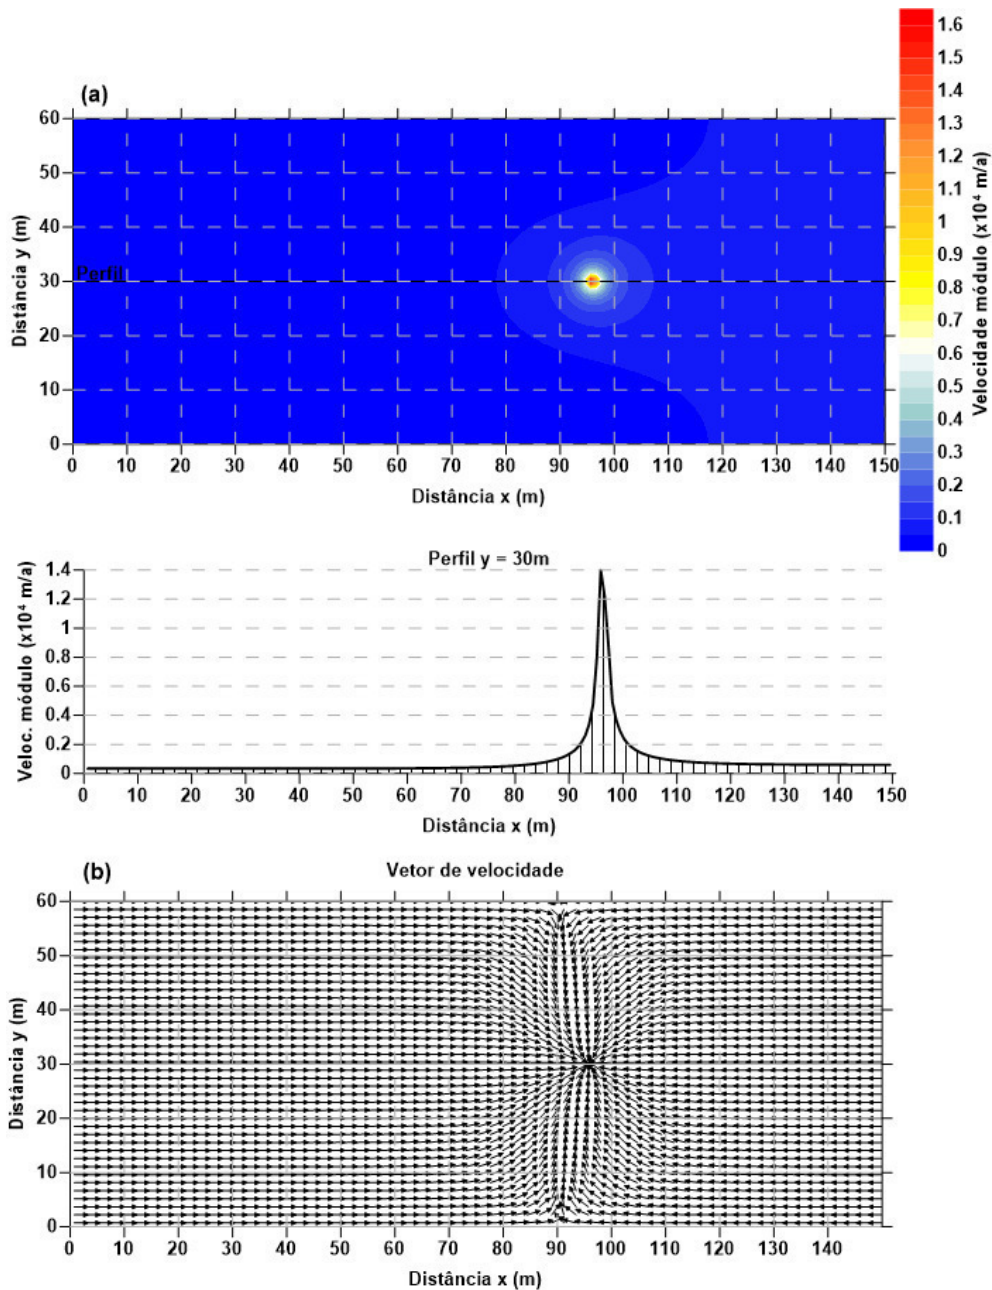 (a)
60
50
40
30
20
10
0
Distância y (m)
Perfil
0 10 20 30 40 50 60 70 80 90 100 110 120 130 140 150
Distância x (m)
1.6
1.5
1.4
1.3
1.2
1.1
1
0.9
0.8
0.7
0.6
0.5
0.4
0.3
0.2
0.1
0
Velocidade módulo (x10⁴ m/a)
Perfil y = 30m
1.4
1.2
1
0.8
0.6
0.4
0.2
0
Veloc. módulo (x10⁴ m/a)
0 10 20 30 40 50 60 70 80 90 100 110 120 130 140 150
Distância x (m)
(b)
Vetor de velocidade
60
50
40
30
20
10
0
Distância y (m)
0 10 20 30 40 50 60 70 80 90 100 110 120 130 140
Distância x (m)